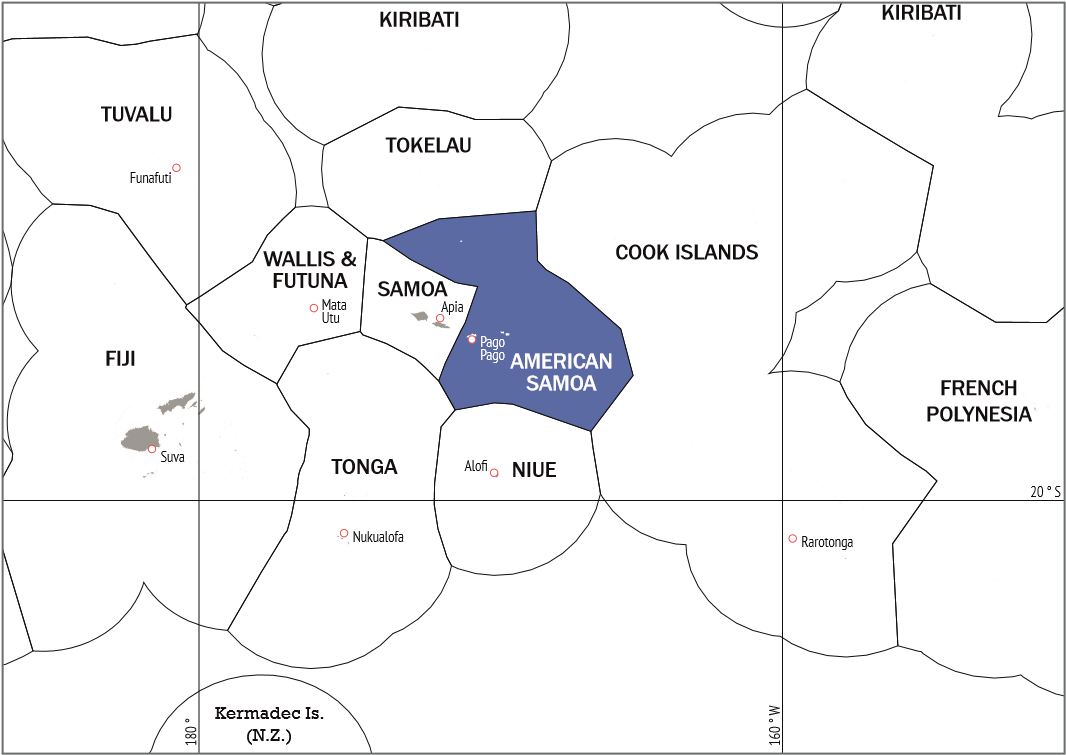 KIRIBATI
KIRIBATI
TUVALU
TOKELAU
Funafuti
COOK ISLANDS
WALLIS &
FUTUNA
SAMOA
Mata
Utu
Apia
Pago
Pago
AMERICAN
SAMOA
FIJI
FRENCH
POLYNESIA
Suva
TONGA
Alofi
NIUE
20 ° S
Nukualofa
Rarotonga
Kermadec Is.
(N.Z.)
180 °
160 ° W